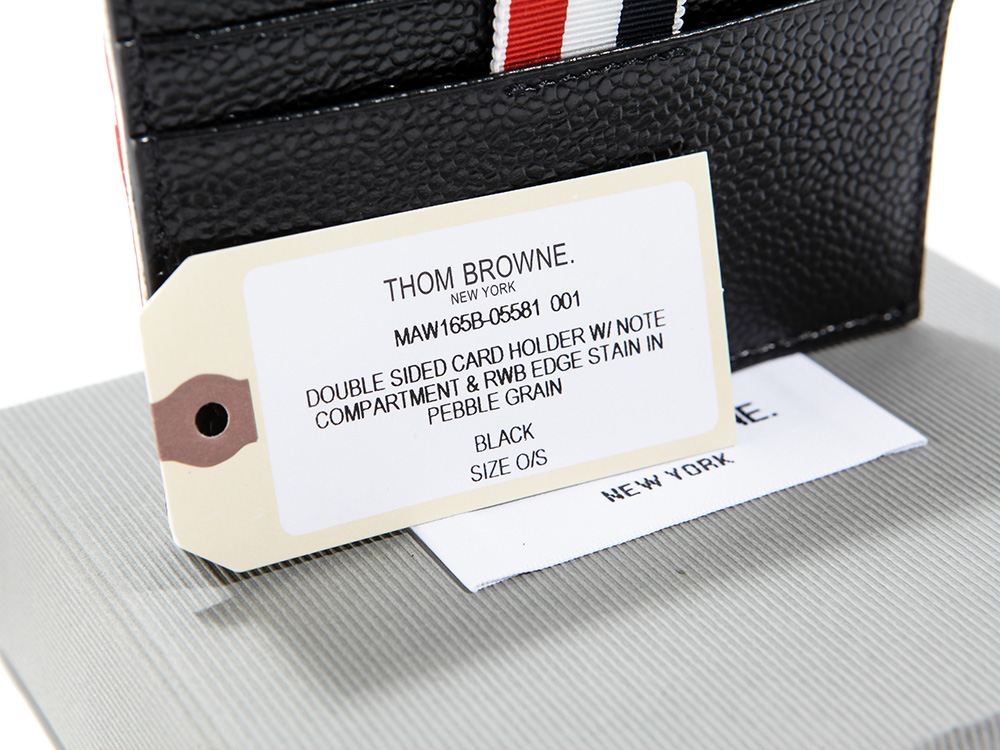 THOM BROWNE.
NEW YORK
MAW165B-05581 001
DOUBLE SIDED CARD HOLDER W/ NOTE
COMPARTMENT & RWB EDGE STAIN IN
PEBBLE GRAIN
BLACK
SIZE O/S
NEW YORK